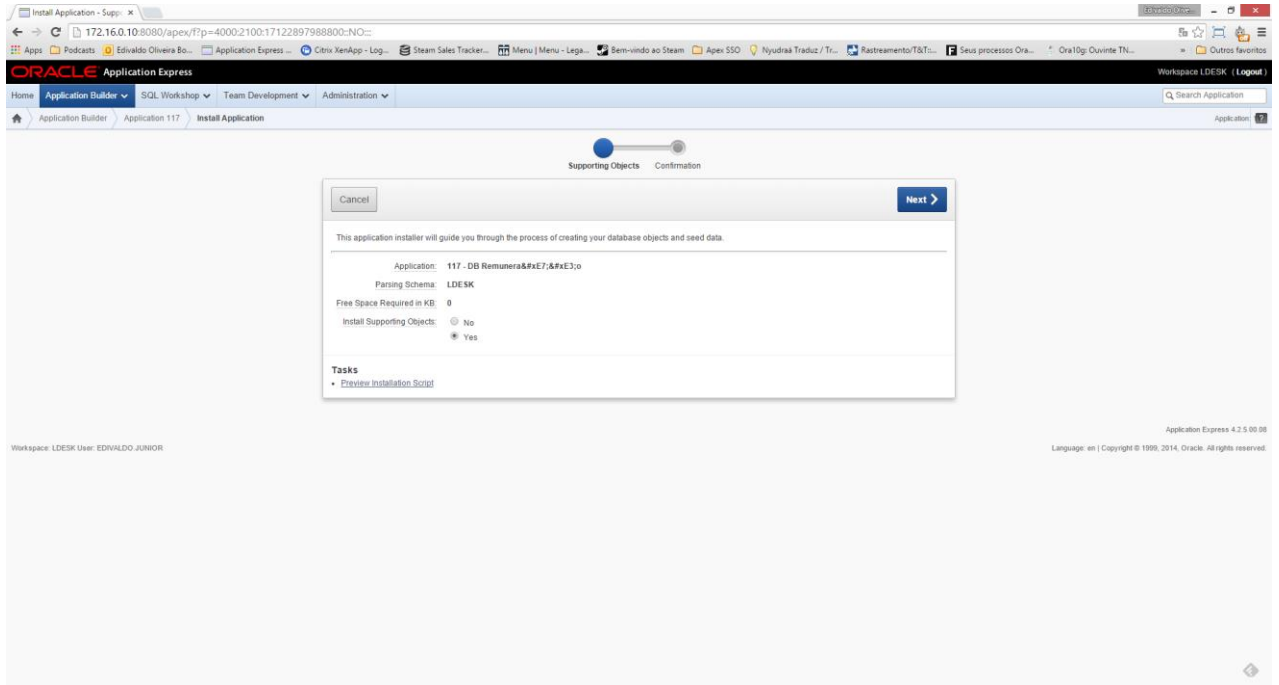 Install Application - Supp
172.16.0.10:8080/apex/f?p=4000:2100:17122897988800::NO:::
Apps Podcasts Edivaldo Oliveira Bo... Application Express ... Citrix XenApp - Log... Steam Sales Tracker... Menu | Menu - Lega... Bem-vindo ao Steam Apex SSO Nyudraa Traduz / Tr... Rastreamento/T&T:... Seus processos Ora... Ora10g: Ouvinte TN... » Outros favoritos
ORACLE Application Express Workspace LDESK (Logout)
Home Application Builder SQL Workshop Team Development Administration Search Application
Application Builder Application 117 Install Application Application
Supporting Objects Confirmation
Cancel Next
This application installer will guide you through the process of creating your database objects and seed data.
Application: 117 - DB Remunera&#xE7;&#xE3;o
Parsing Schema: LDESK
Free Space Required in KB: 0
Install Supporting Objects: No
Yes
Tasks
• Preview Installation Script
Application Express 4.2.5.00.08
Workspace: LDESK User: EDIVALDO JUNIOR Language: en | Copyright © 1999, 2014, Oracle. All rights reserved.